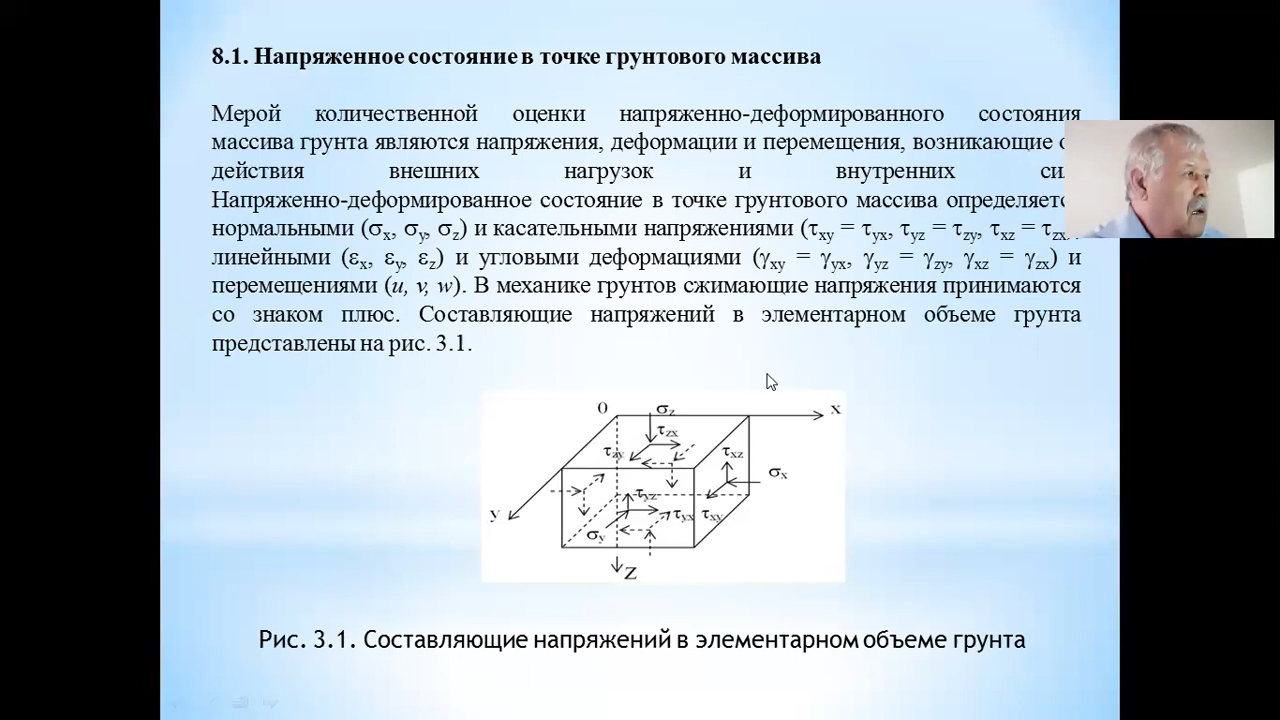 8.1. Напряженное состояние в точке грунтового массива
Мерой количественной оценки напряженно-деформированного состояния
массива грунта являются напряжения, деформации и перемещения, возникающие
действия внешних нагрузок и внутренних
Напряженно-деформированное состояние в точке грунтового массива
нормальными (σx, σy, σz) и касательными напряжениями (τxy = τyx, τyz = τzy, τxz = τzx
линейными (εx, εy, εz) и угловыми деформациями (γxy = γyx, γyz = γzy, γxz = γzx) и
перемещениями (u, v, w). В механике грунтов сжимающие напряжения принимаются
со знаком плюс. Составляющие напряжений в элементарном объеме грунта
представлены на рис. 3.1.
0 σz x
τzx
τzy τxz
σx
τyz
y τyx τxy
σy
Z
Рис. 3.1. Составляющие напряжений в элементарном объеме грунта